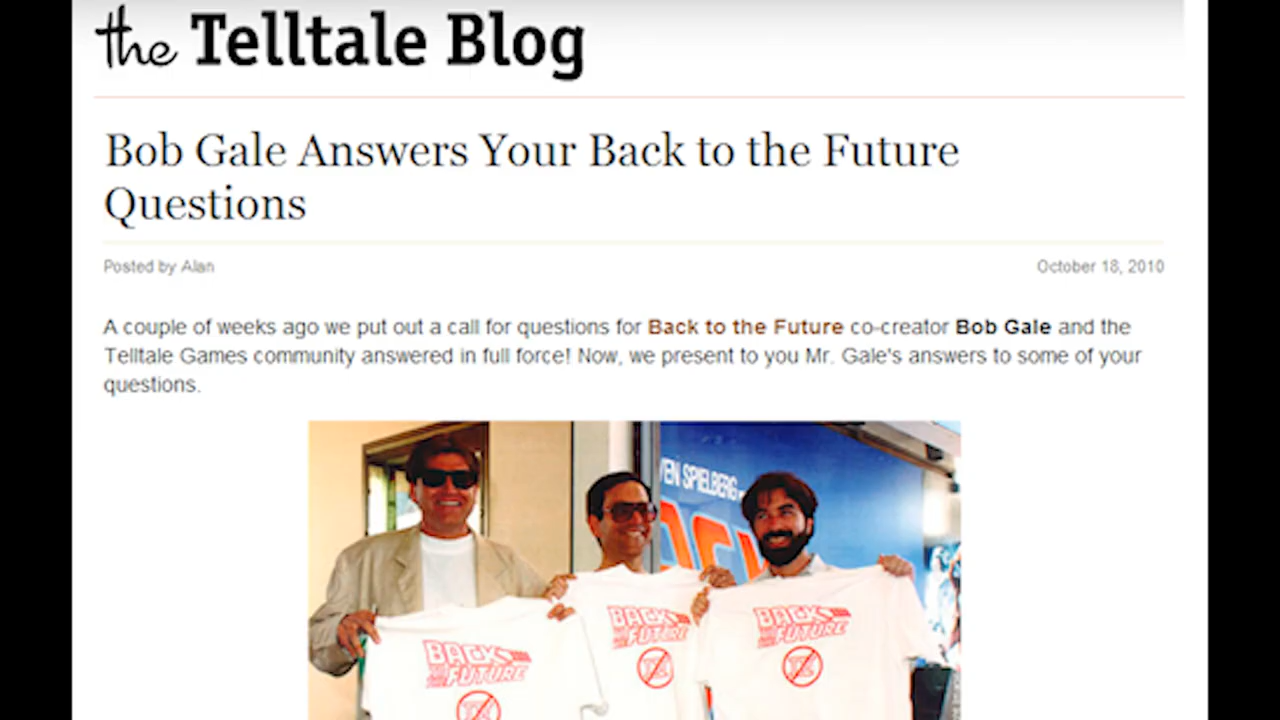 the Telltale Blog
Bob Gale Answers Your Back to the Future
Questions
Posted by Alan
October 18, 2010
A couple of weeks ago we put out a call for questions for Back to the Future co-creator Bob Gale and the
Telltale Games community answered in full force! Now, we present to you Mr. Gale's answers to some of your
questions.
VEN SPIELBERG
BACK
TO THE
FUTURE
BACK
TO THE
FUTURE
BACK
TO THE
FUTURE